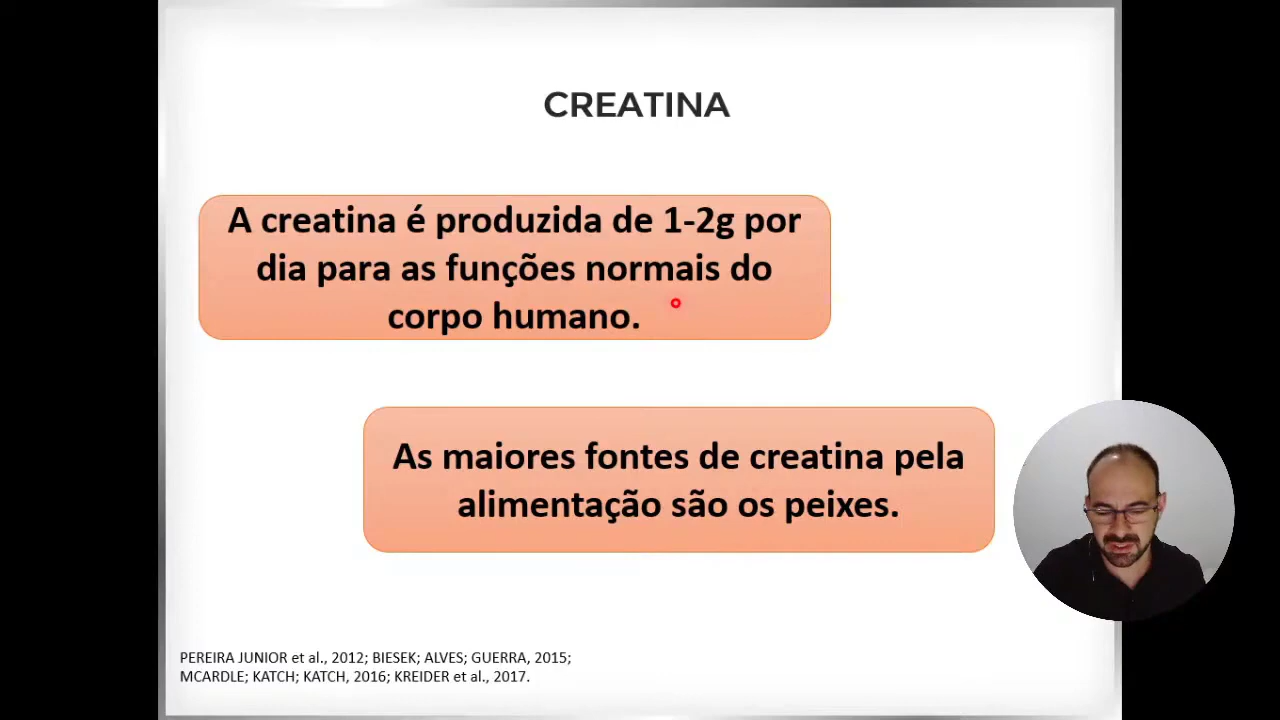 CREATINA
A creatina é produzida de 1-2g por
dia para as funções normais do
corpo humano.
As maiores fontes de creatina pela
alimentação são os peixes.
PEREIRA JUNIOR et al., 2012; BIESEK; ALVES; GUERRA, 2015;
MCARDLE; KATCH; KATCH, 2016; KREIDER et al., 2017.